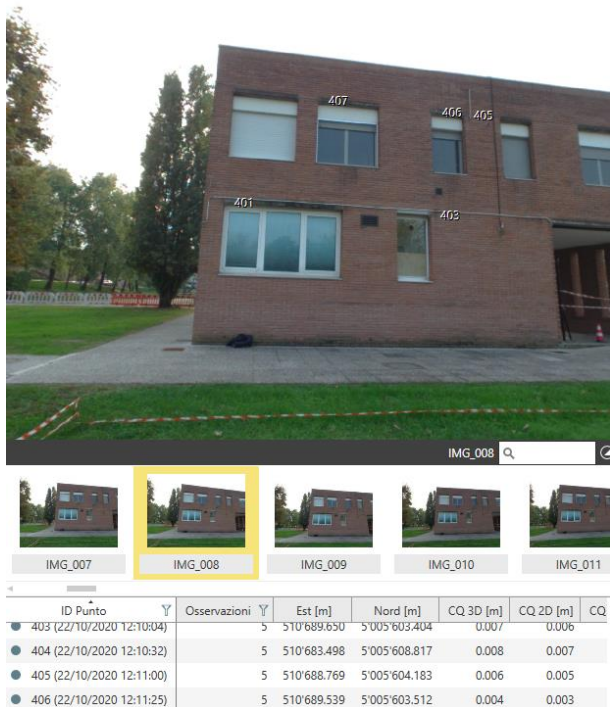 407
406 405
401
403
IMG_008
IMG_007 IMG_008 IMG_009 IMG_010 IMG_011
ID Punto Osservazioni Est [m] Nord [m] CQ 3D [m] CQ 2D [m] CQ
403 (22/10/2020 12:10:04) 5 510'689.650 5'005'603.404 0.007 0.006
404 (22/10/2020 12:10:32) 5 510'683.498 5'005'608.817 0.008 0.007
405 (22/10/2020 12:11:00) 5 510'688.769 5'005'604.183 0.006 0.005
406 (22/10/2020 12:11:25) 5 510'689.539 5'005'603.512 0.004 0.003